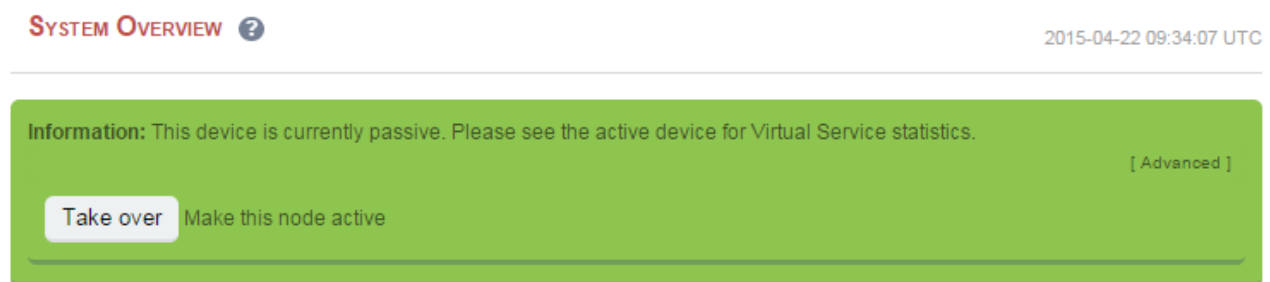 System Overview ?
2015-04-22 09:34:07 UTC
Information: This device is currently passive. Please see the active device for Virtual Service statistics.
[ Advanced ]
Take over Make this node active